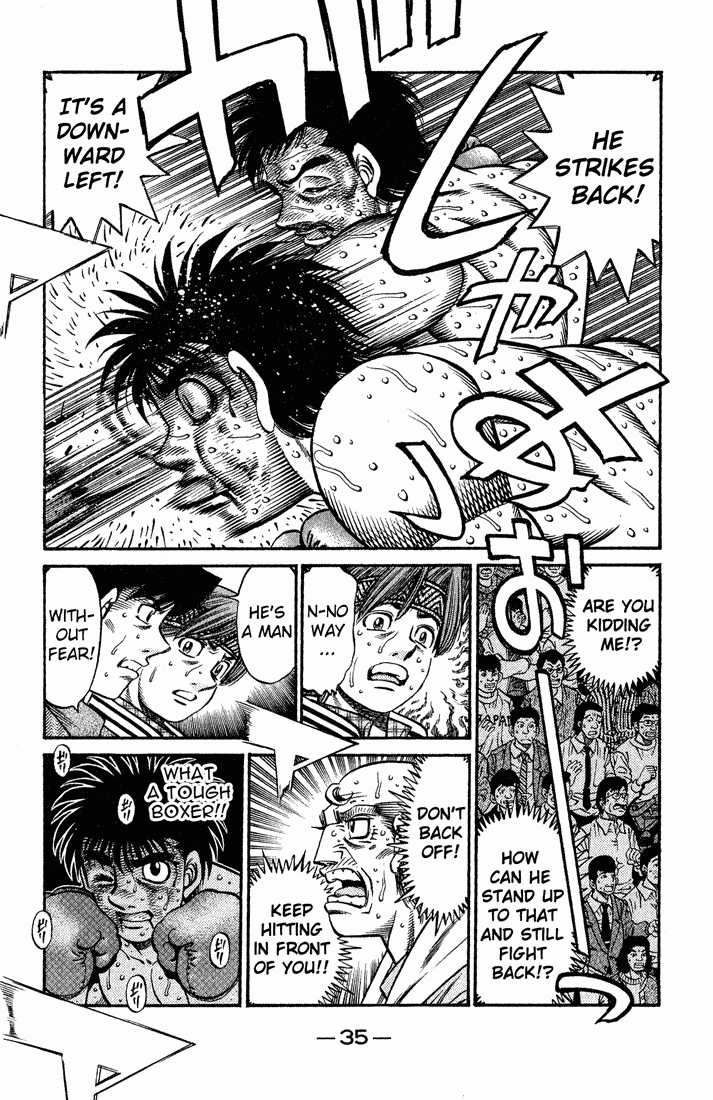 HE
STRIKES
BACK!
IT'S A
DOWN-
WARD
LEFT!
ARE YOU
KIDDING
ME!?
HOW
CAN HE
STAND UP
TO THAT
AND STILL
FIGHT
BACK!?
N-NO
WAY
...
HE'S
A MAN
WITH-
OUT
FEAR!
DON'T
BACK
OFF!
KEEP
HITTING
IN FRONT
OF YOU!!
WHAT
A TOUGH
BOXER!!
— 35 —